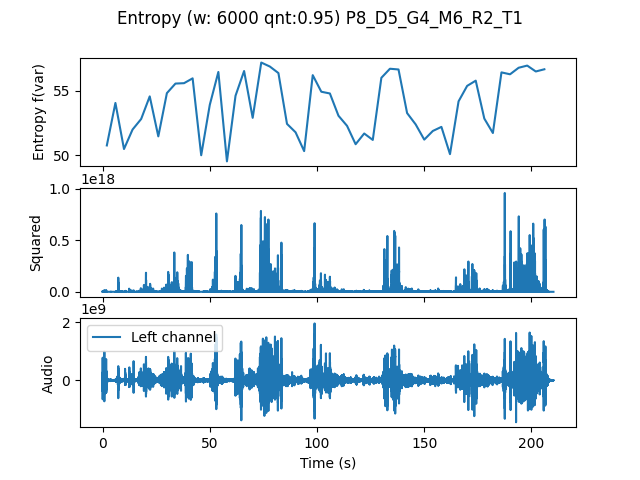 Entropy (w: 6000 qnt:0.95) P8_D5_G4_M6_R2_T1
Entropy f(var)
55
50
1e18
Squared
1.0
0.5
0.0
1e9
Audio
2
0
Left channel
0
50
100
150
200
Time (s)